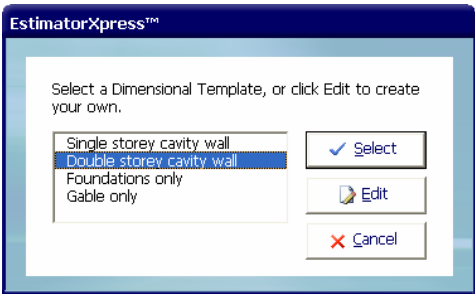 EstimatorXpress™
Select a Dimensional Template, or click Edit to create
your own.
Single storey cavity wall
Double storey cavity wall
Foundations only
Gable only
Select
Edit
Cancel